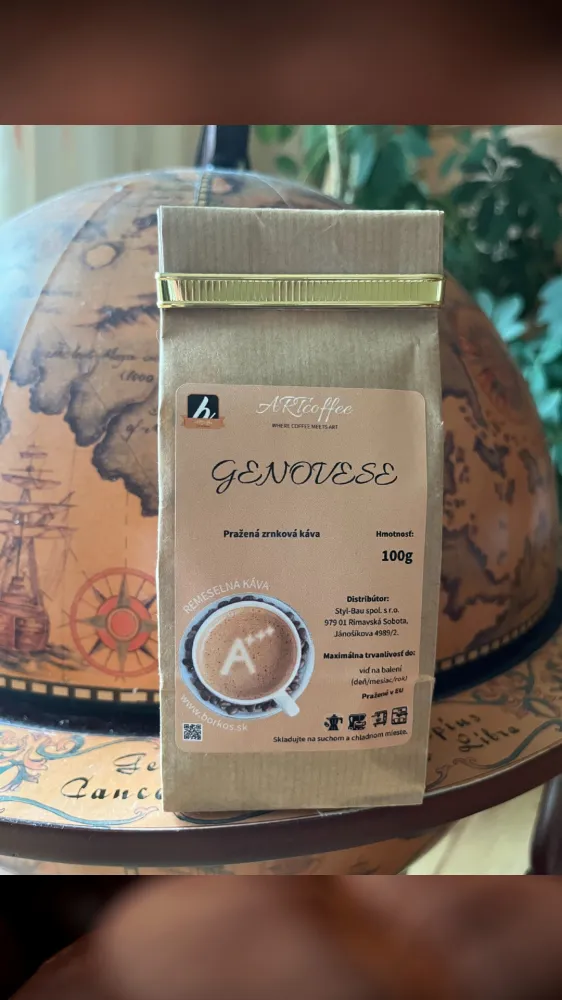 ARTcoffee
WHERE COFFEE MEETS ART
GENOVESE
Pražená zrnková káva
Hmotnosť:
100g
REMESELNÁ KÁVA
A+++
www.borkos.sk
Distribútor:
Styl-Bau spol. s r.o.
979 01 Rimavská Sobota,
Jánošíkova 4989/2.
Maximálna trvanlivosť do:
viď na balení
(deň/mesiac/rok)
Pražené v EÚ
Skladujte na suchom a chladnom mieste.